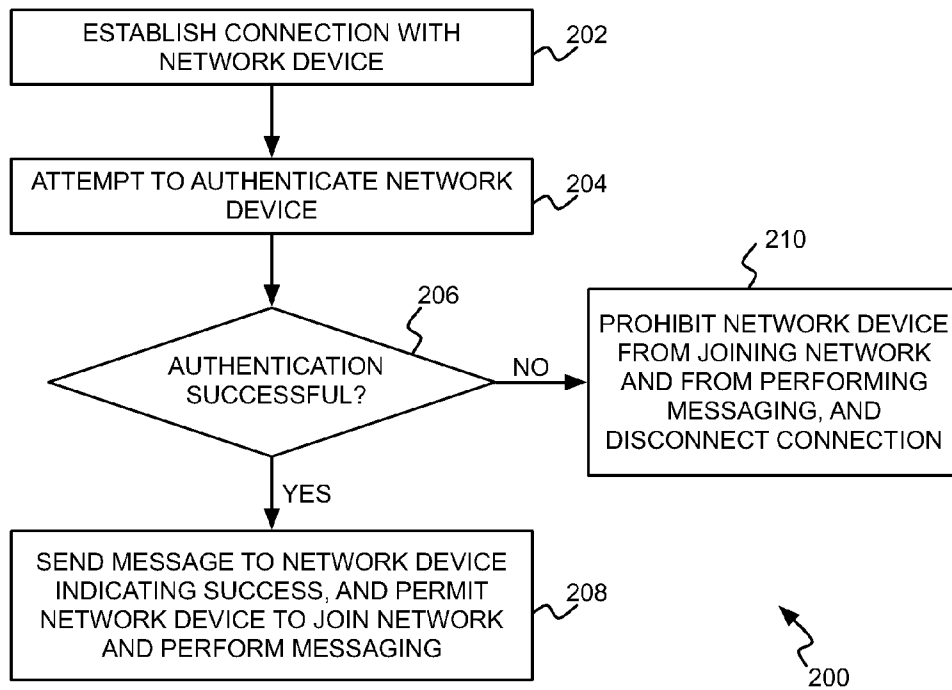 ESTABLISH CONNECTION WITH
NETWORK DEVICE
202
ATTEMPT TO AUTHENTICATE NETWORK
DEVICE
204
206
AUTHENTICATION
SUCCESSFUL?
NO
210
PROHIBIT NETWORK DEVICE
FROM JOINING NETWORK
AND FROM PERFORMING
MESSAGING, AND
DISCONNECT CONNECTION
YES
SEND MESSAGE TO NETWORK DEVICE
INDICATING SUCCESS, AND PERMIT
NETWORK DEVICE TO JOIN NETWORK
AND PERFORM MESSAGING
208
200